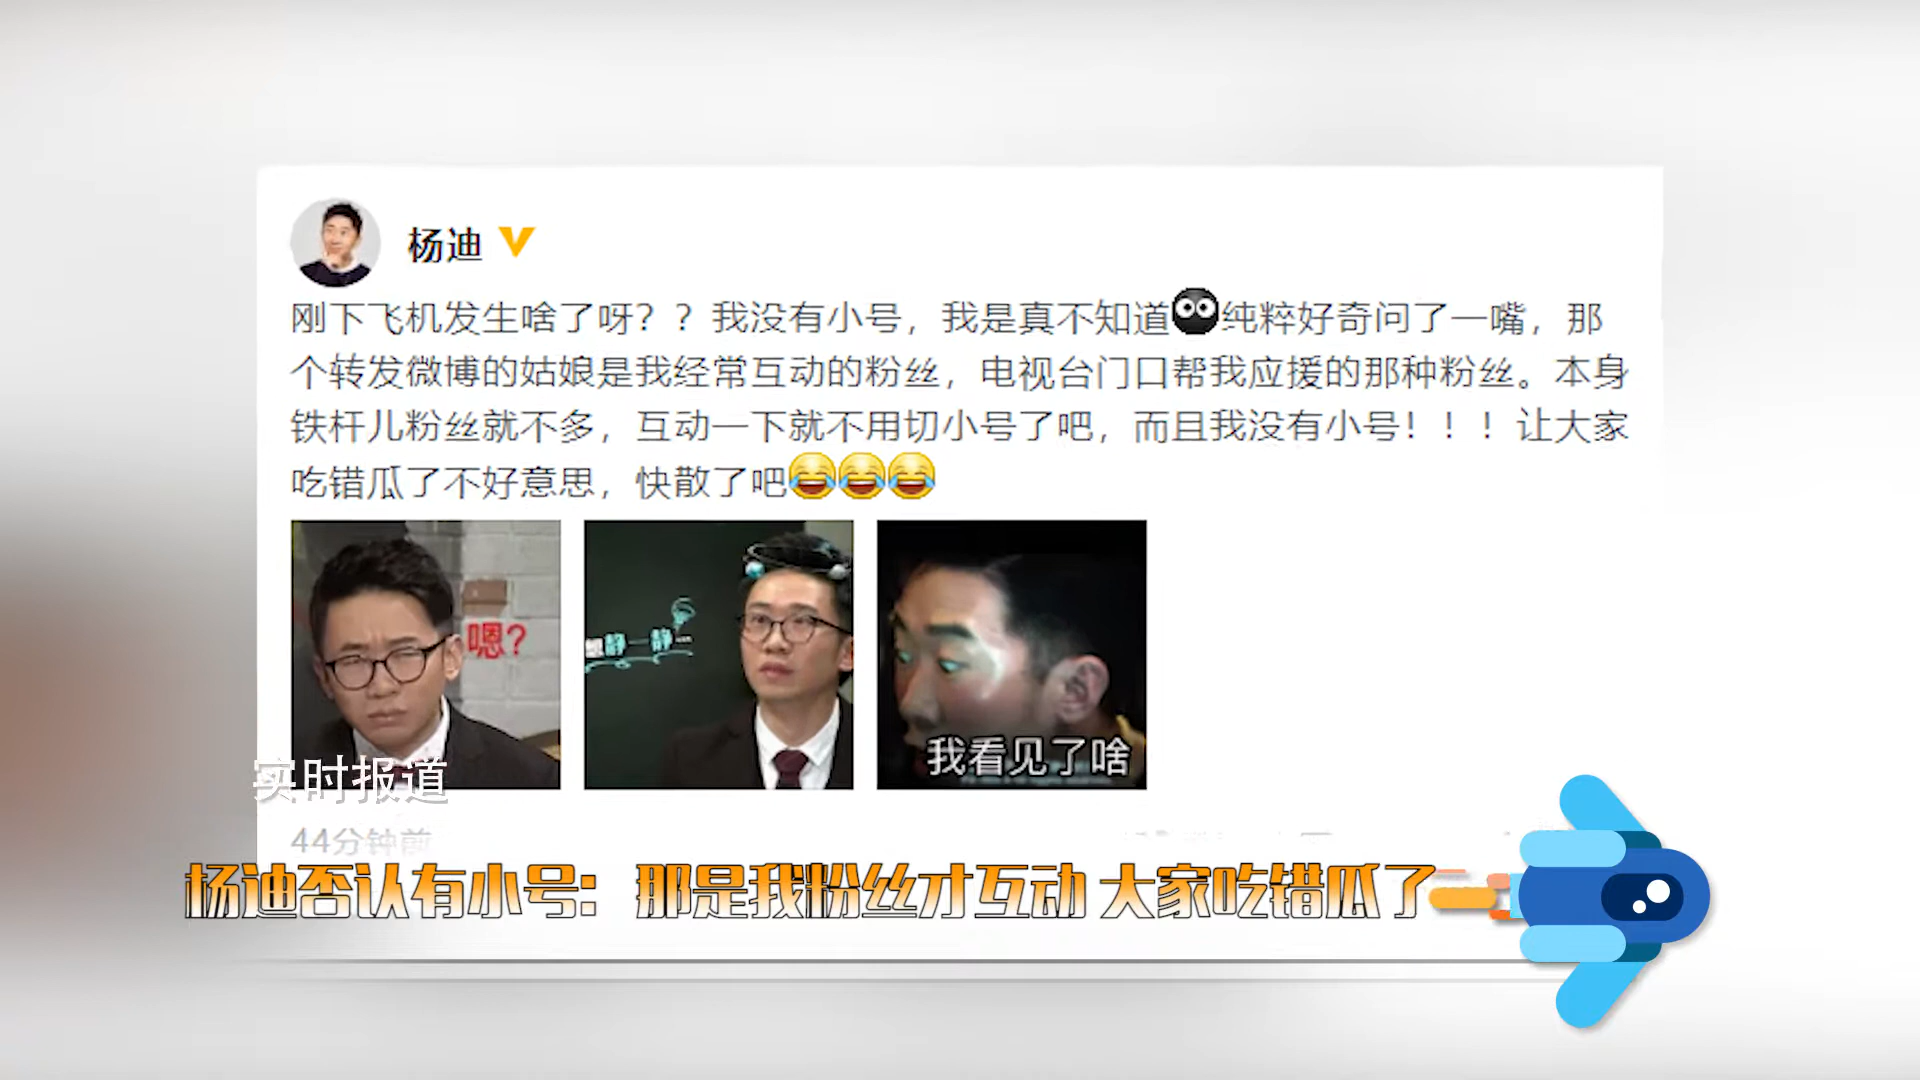 杨迪
刚下飞机发生啥了呀？？我没有小号，我是真不知道纯粹好奇问了一嘴，那
个转发微博的姑娘是我经常互动的粉丝，电视台门口帮我应援的那种粉丝。本身
铁杆儿粉丝就不多，互动一下就不用切小号了吧，而且我没有小号！！！让大家
吃错瓜了不好意思，快散了吧
嗯?
静一静
我看见了啥
实时报道
44分钟前
杨迪否认有小号：那是我粉丝才互动 大家吃错瓜了